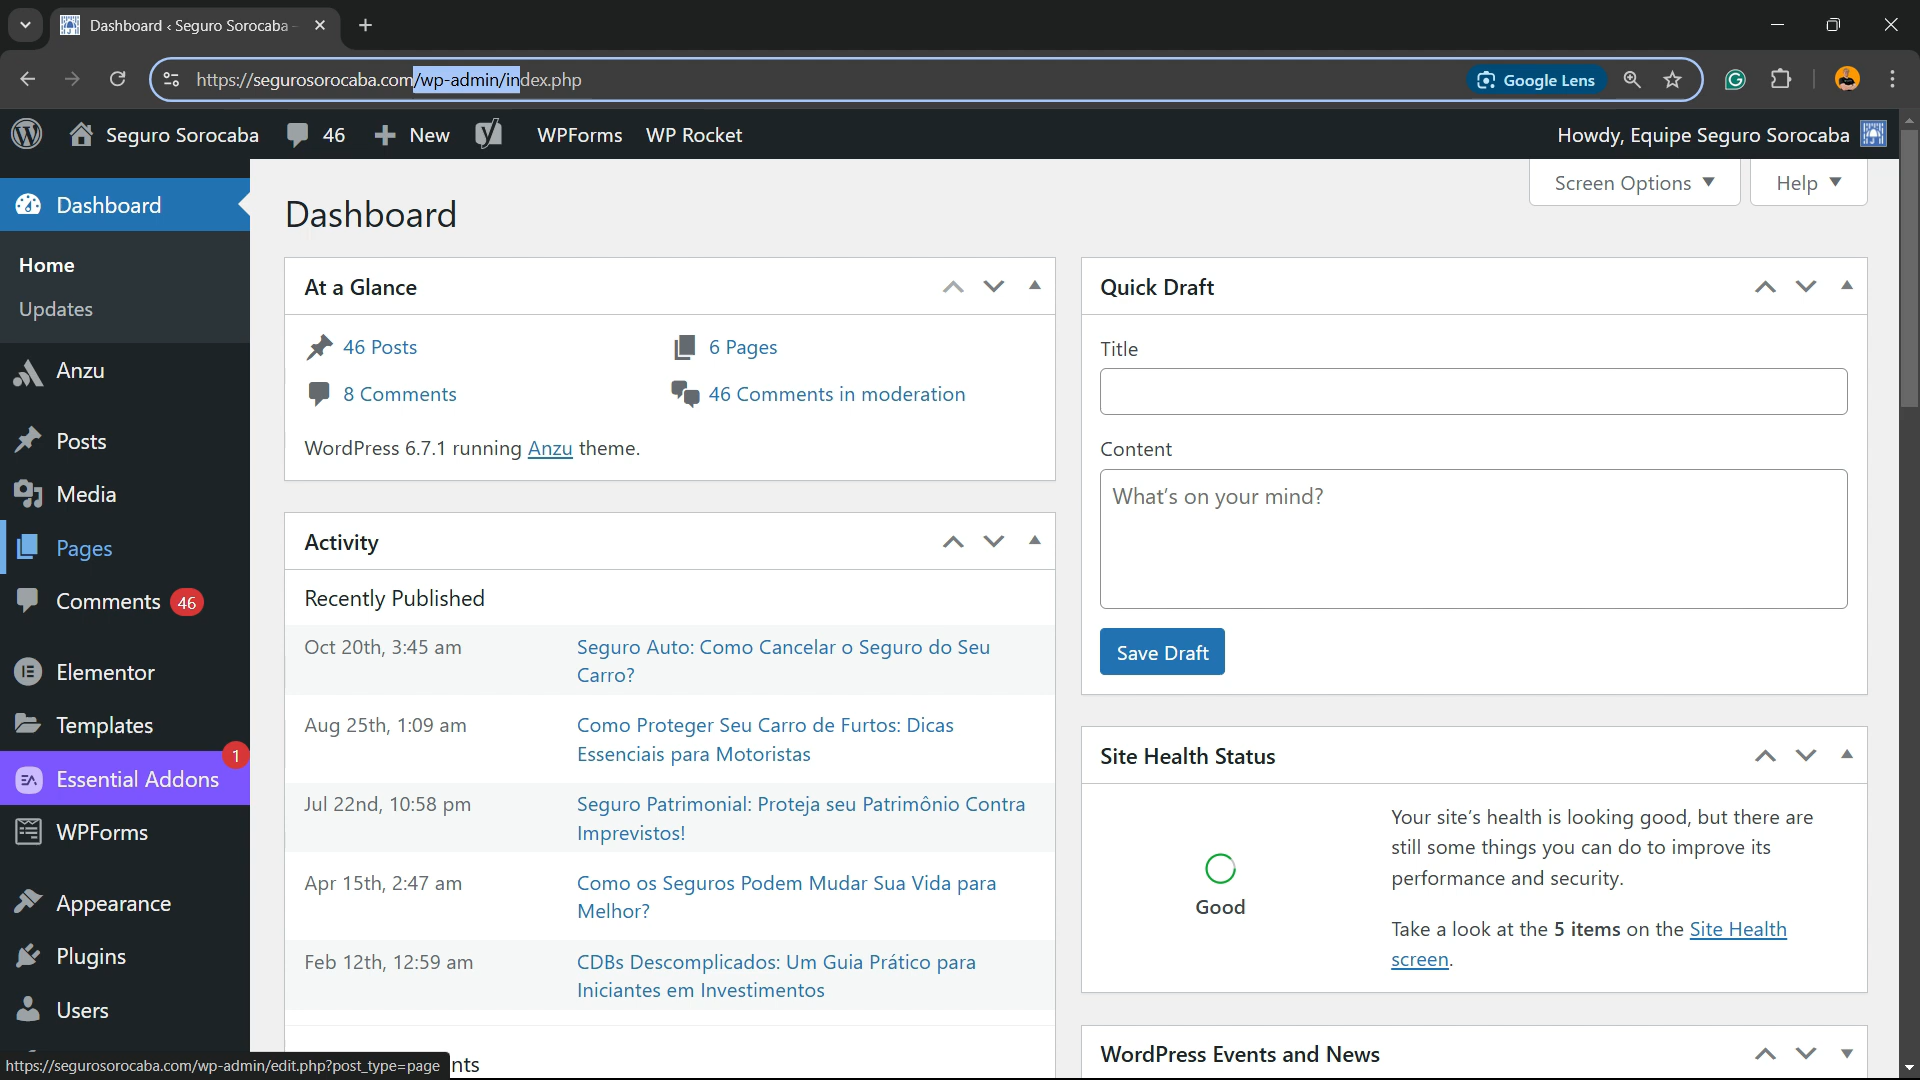 Dashboard ‹ Seguro Sorocaba
https://segurosorocaba.com/wp-admin/index.php
Google Lens
Seguro Sorocaba
46
New
WPForms
WP Rocket
Howdy, Equipe Seguro Sorocaba
Dashboard
Home
Updates
Anzu
Posts
Media
Pages
Comments 46
Elementor
Templates
1
Essential Addons
WPForms
Appearance
Plugins
Users
https://segurosorocaba.com/wp-admin/edit.php?post_type=page
Screen Options
Help
Dashboard
At a Glance
46 Posts
6 Pages
8 Comments
46 Comments in moderation
WordPress 6.7.1 running Anzu theme.
Activity
Recently Published
Oct 20th, 3:45 am
Seguro Auto: Como Cancelar o Seguro do Seu
Carro?
Aug 25th, 1:09 am
Como Proteger Seu Carro de Furtos: Dicas
Essenciais para Motoristas
Jul 22nd, 10:58 pm
Seguro Patrimonial: Proteja seu Patrimônio Contra
Imprevistos!
Apr 15th, 2:47 am
Como os Seguros Podem Mudar Sua Vida para
Melhor?
Feb 12th, 12:59 am
CDBs Descomplicados: Um Guia Prático para
Iniciantes em Investimentos
nts
Quick Draft
Title
Content
What's on your mind?
Save Draft
Site Health Status
Good
Your site's health is looking good, but there are
still some things you can do to improve its
performance and security.
Take a look at the 5 items on the Site Health
screen.
WordPress Events and News